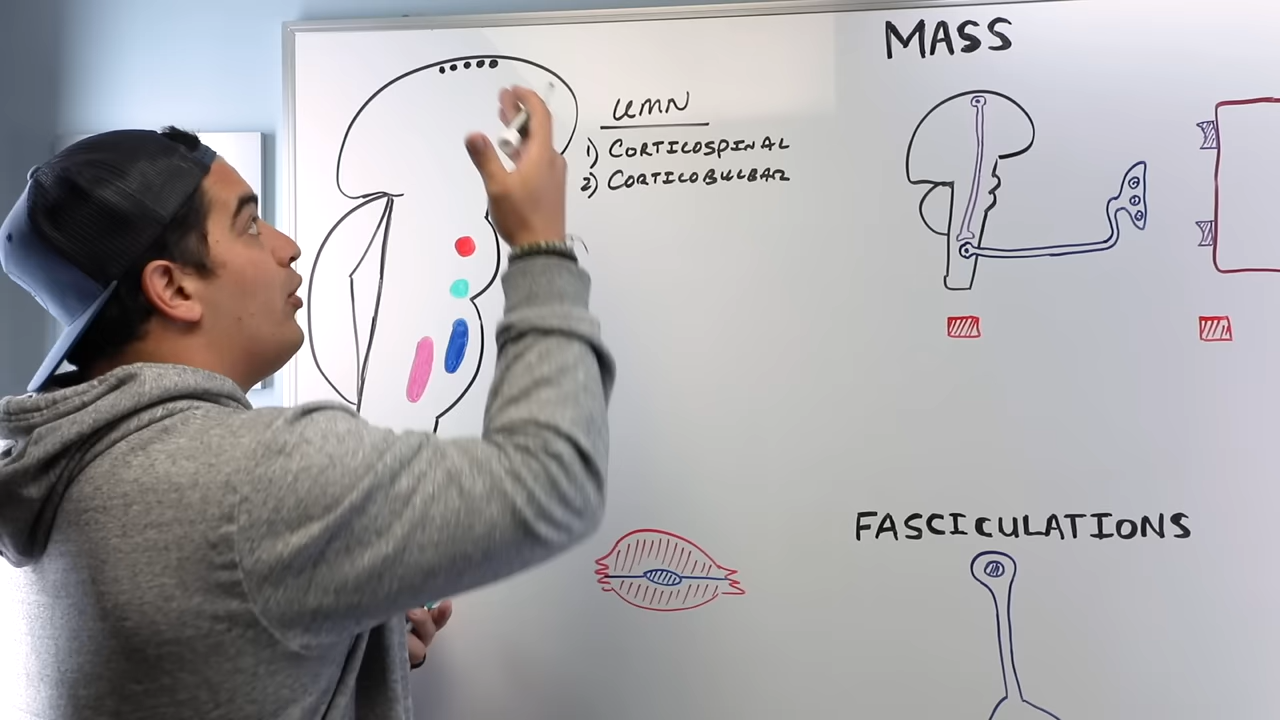 MASS
UMN
1) CORTICOSPINAL
2) CORTICOBULBAR
FASCICULATIONS